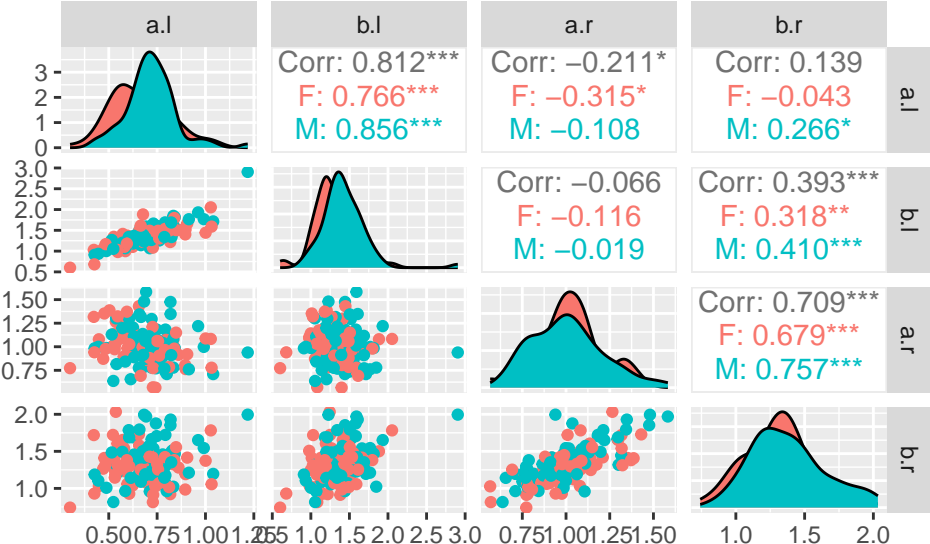 a.l b.l a.r b.r
3 Corr: 0.812*** Corr: −0.211* Corr: 0.139
2 F: 0.766*** F: −0.315* F: −0.043 a.l
1 M: 0.856*** M: −0.108 M: 0.266*
0
3.0
2.5 Corr: −0.066 Corr: 0.393***
2.0 F: −0.116 F: 0.318** b.l
1.5 M: −0.019 M: 0.410***
1.0
0.5
1.50 Corr: 0.709***
1.25 F: 0.679*** a.r
1.00 M: 0.757***
0.75
2.0
1.5 b.r
1.0
0.50 0.75 1.00 1.25 0.5 1.0 1.5 2.0 2.5 3.0 0.75 1.00 1.25 1.50 1.0 1.5 2.0